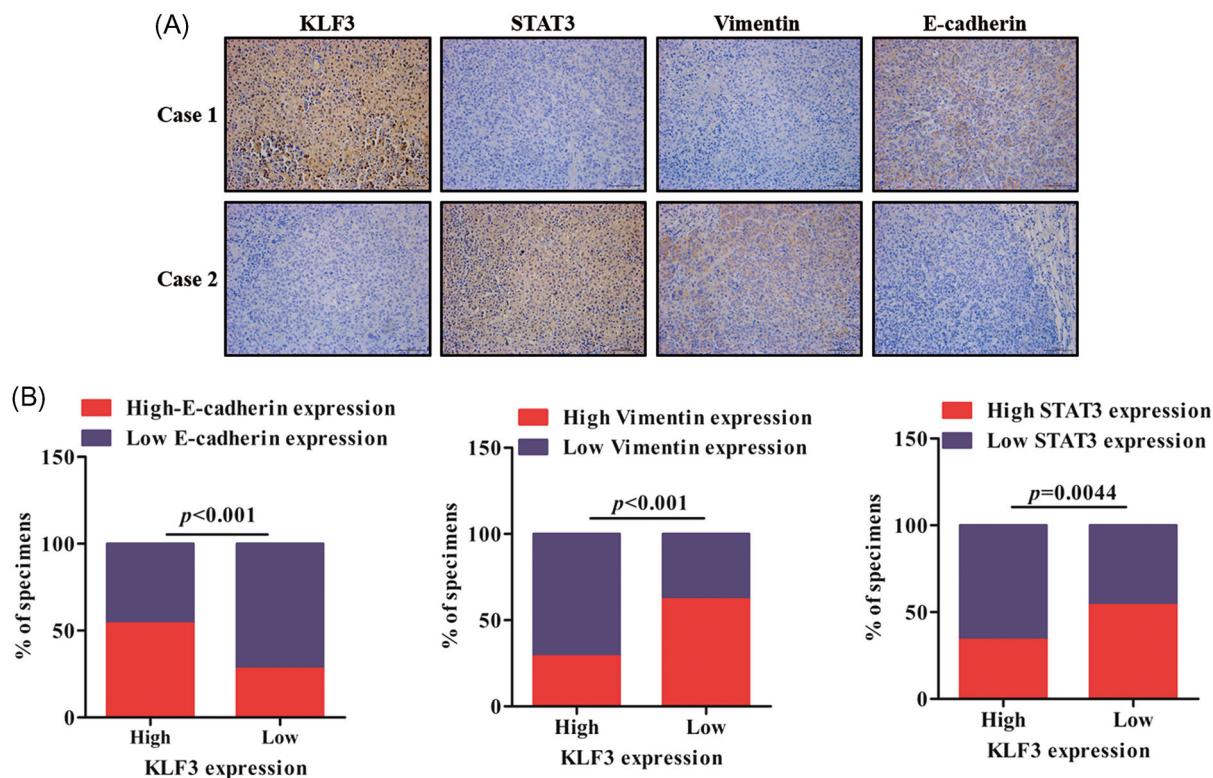 (A)
KLF3 STAT3 Vimentin E-cadherin
Case 1
Case 2
(B)
High-E-cadherin expression
Low E-cadherin expression
150
100
50
0
% of specimens
p<0.001
High Low
KLF3 expression
High Vimentin expression
Low Vimentin expression
150
100
50
0
% of specimens
p<0.001
High Low
KLF3 expression
High STAT3 expression
Low STAT3 expression
150
100
50
0
% of specimens
p=0.0044
High Low
KLF3 expression